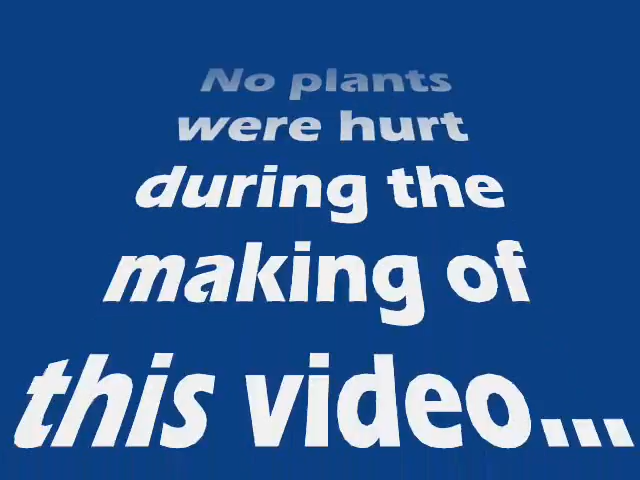 No plants
were hurt
during the
making of
this video...